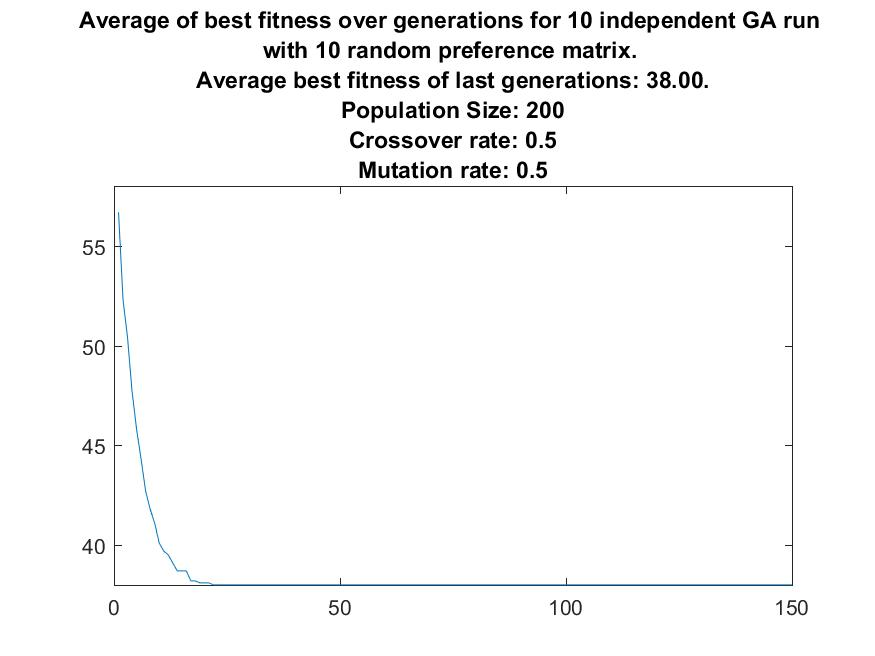 Average of best fitness over generations for 10 independent GA run
with 10 random preference matrix.
Average best fitness of last generations: 38.00.
Population Size: 200
Crossover rate: 0.5
Mutation rate: 0.5
55
50
45
40
0 50 100 150